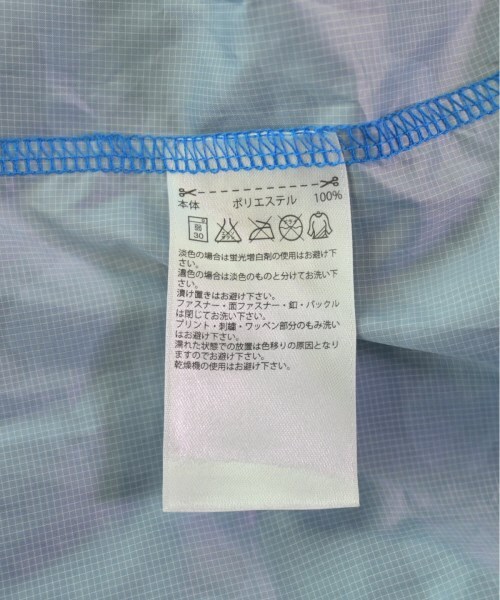 本体 ポリエステル 100%
弱 30 エンソ
淡色の場合は蛍光増白剤の使用はお避け下
さい。
濃色の場合は淡色のものと分けてお洗い下
さい。
漬け置きはお避け下さい。
ファスナー・面ファスナー・釦・バックル
は閉じてお洗い下さい。
プリント・刺繍・ワッペン部分のもみ洗い
はお避け下さい。
濡れた状態での放置は色移りの原因となり
ますのでお避け下さい。
乾燥機の使用はお避け下さい。